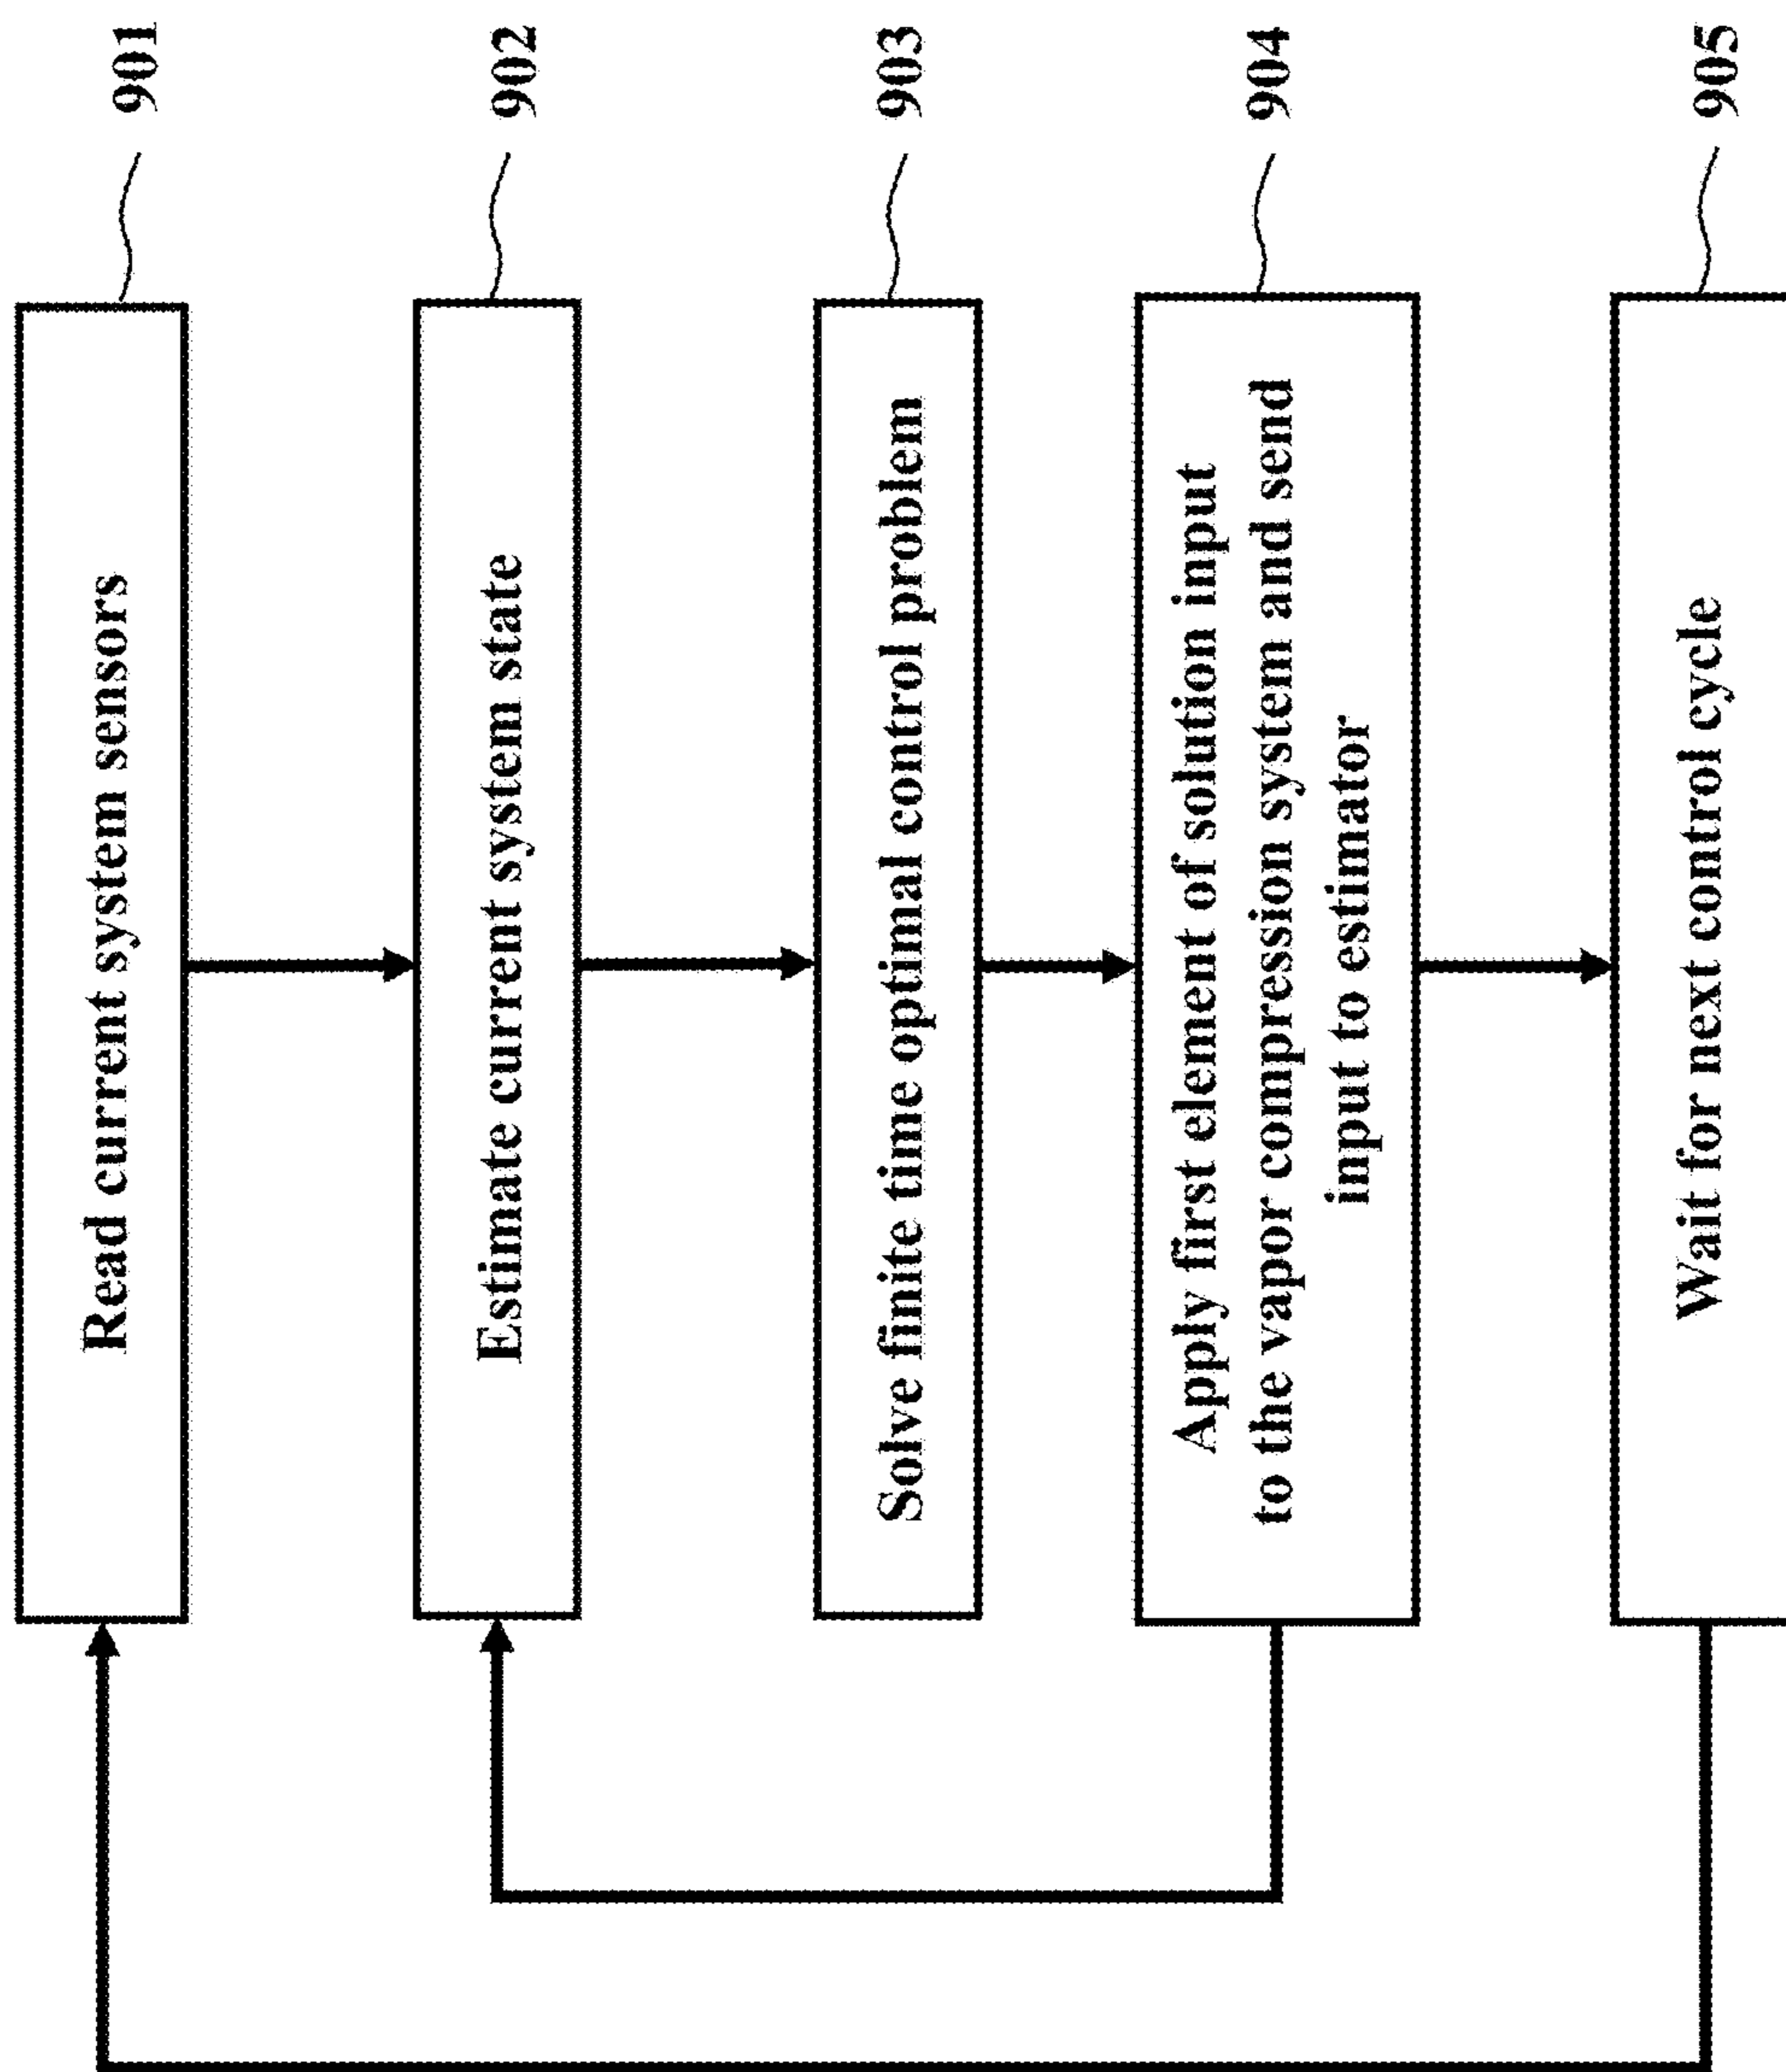 Read current system sensors
901
Estimate current system state
902
Solve finite time optimal control problem
903
Apply first element of solution input
to the vapor compression system and send
input to estimator
904
Wait for next control cycle
905